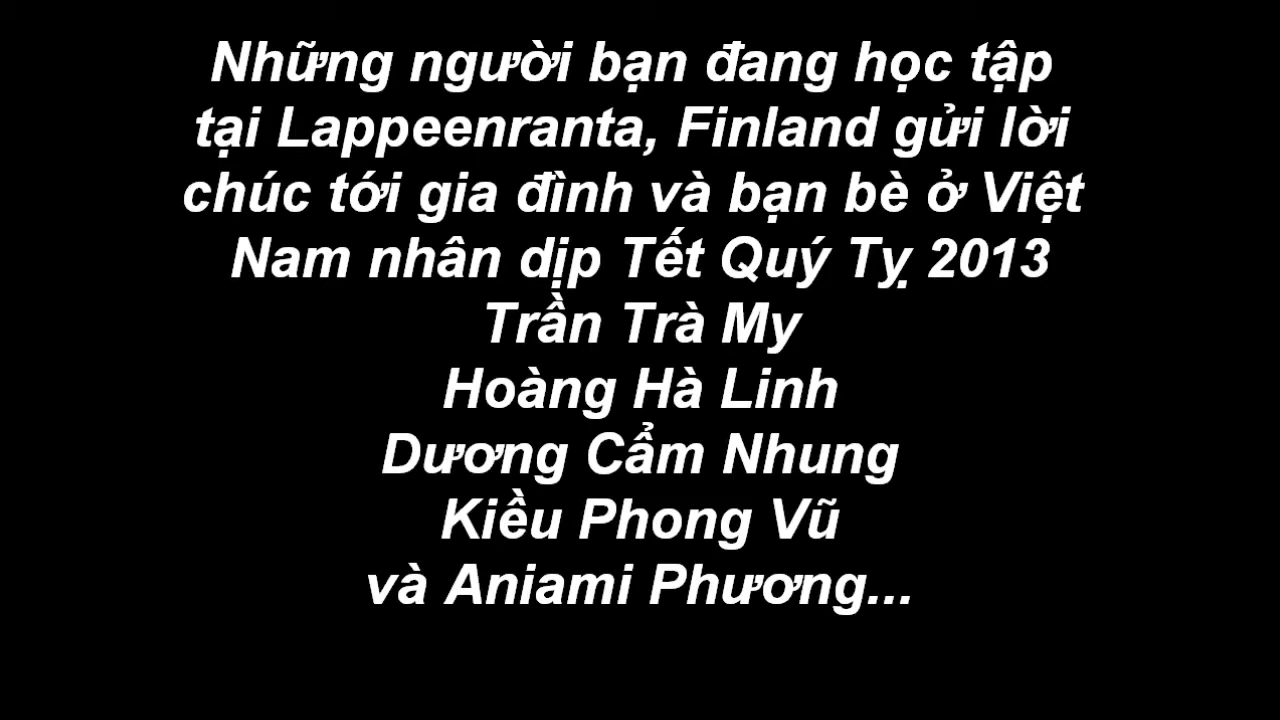 Những người bạn đang học tập
tại Lappeenranta, Finland gửi lời
chúc tới gia đình và bạn bè ở Việt
Nam nhân dịp Tết Quý Tỵ 2013
Trần Trà My
Hoàng Hà Linh
Dương Cẩm Nhung
Kiều Phong Vũ
và Aniami Phương...